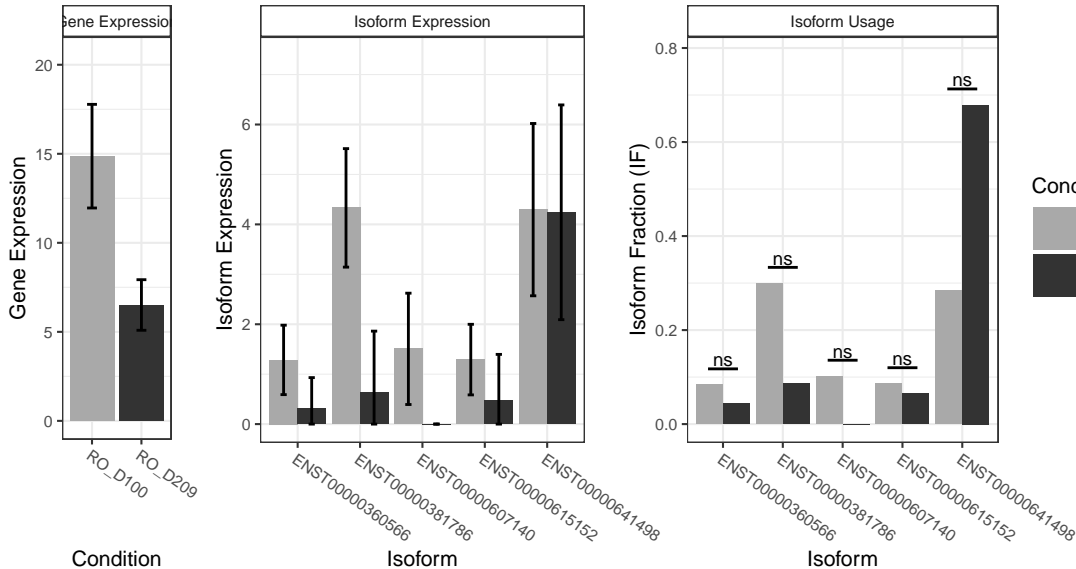 Gene Expression
Isoform Expression
Isoform Usage
Gene Expression
20
15
10
5
0
RO_D100
RO_D209
Condition
Isoform Expression
6
4
2
0
ENST00000360566
ENST00000381786
ENST00000607140
ENST00000615152
ENST00000641498
Isoform
Isoform Fraction (IF)
0.8
0.6
0.4
0.2
0.0
ns
ns
ns
ns
ns
ENST00000360566
ENST00000381786
ENST00000607140
ENST00000615152
ENST00000641498
Isoform
Conc